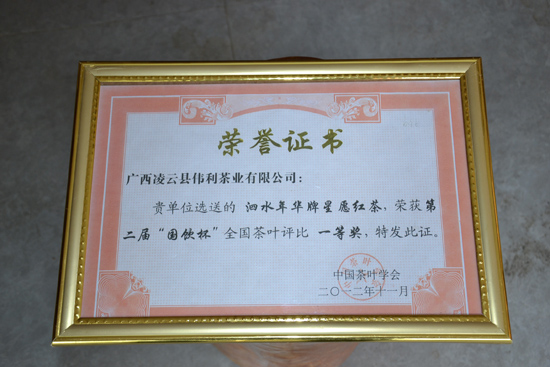 荣誉证书
广西凌云县伟利茶业有限公司：
贵单位选送的 泗水年华牌星愿红茶，荣获第
二届“国饮杯”全国茶叶评比 一等奖，特发此证。
中国茶叶学会
二〇一二年十一月